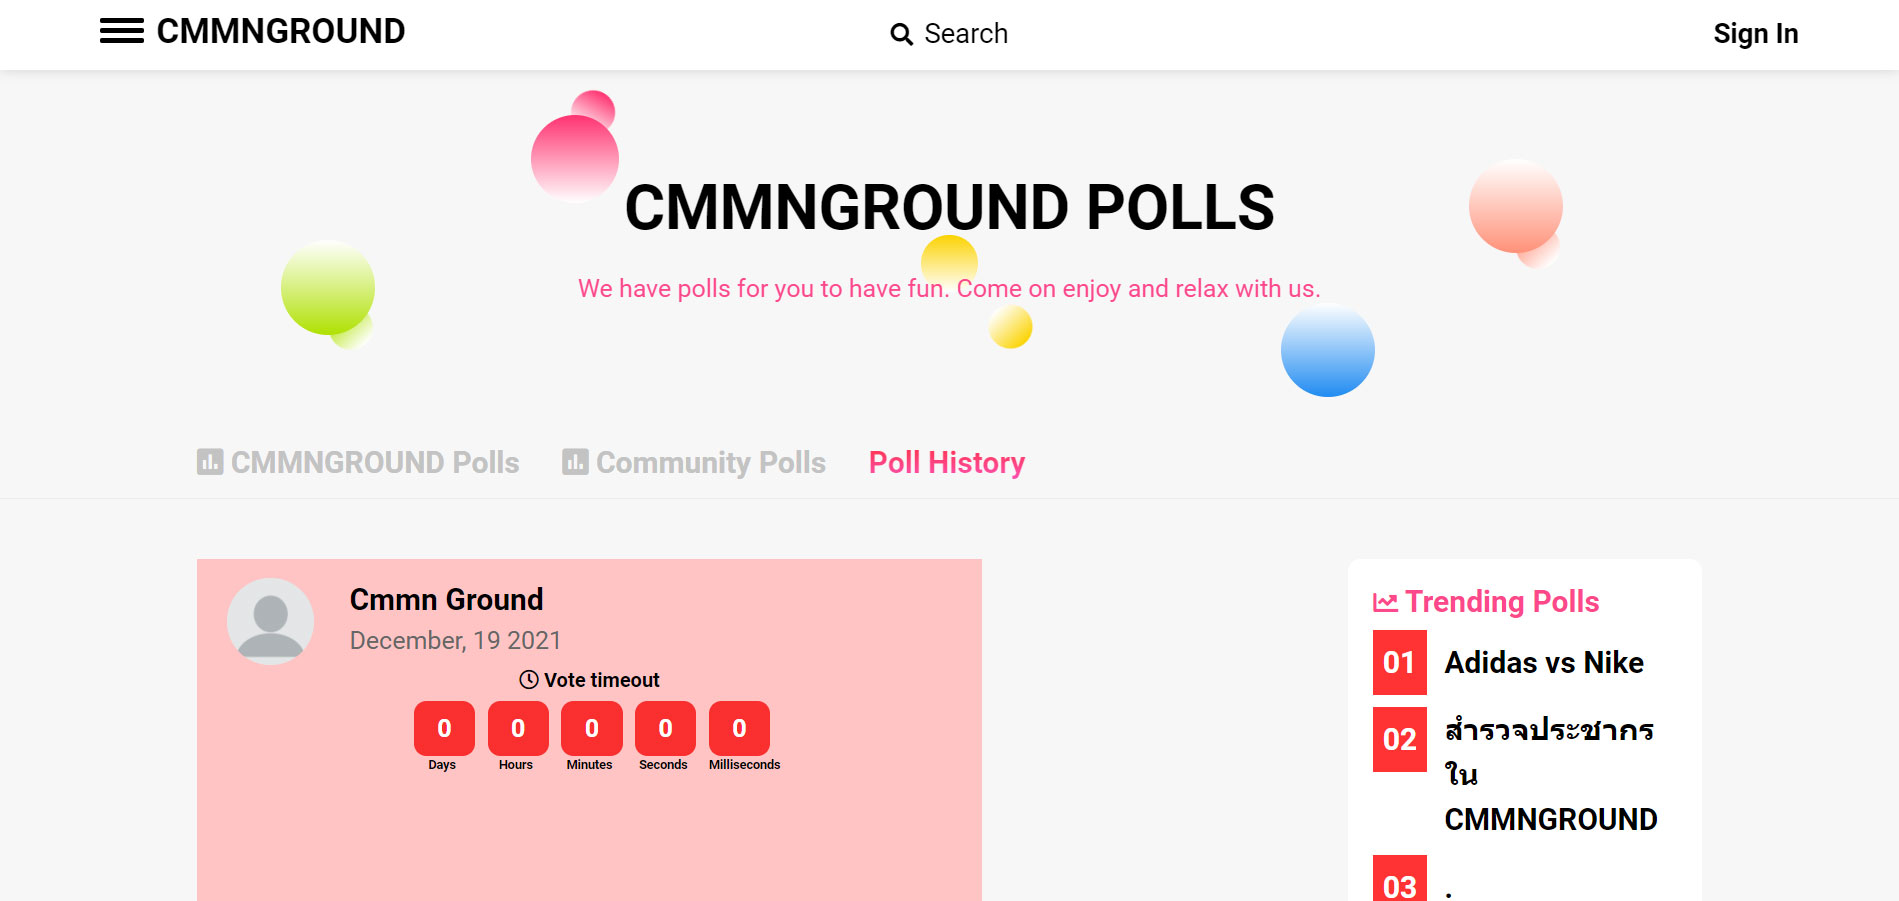 CMMNGROUND
Search
Sign In
CMMNGROUND POLLS
We have polls for you to have fun. Come on enjoy and relax with us.
CMMNGROUND Polls
Community Polls
Poll History
Cmmn Ground
December, 19 2021
Vote timeout
0 0 0 0 0
Days Hours Minutes Seconds Milliseconds
Trending Polls
01 Adidas vs Nike
02 สำรวจประชากร
ใน
CMMNGROUND
03 .